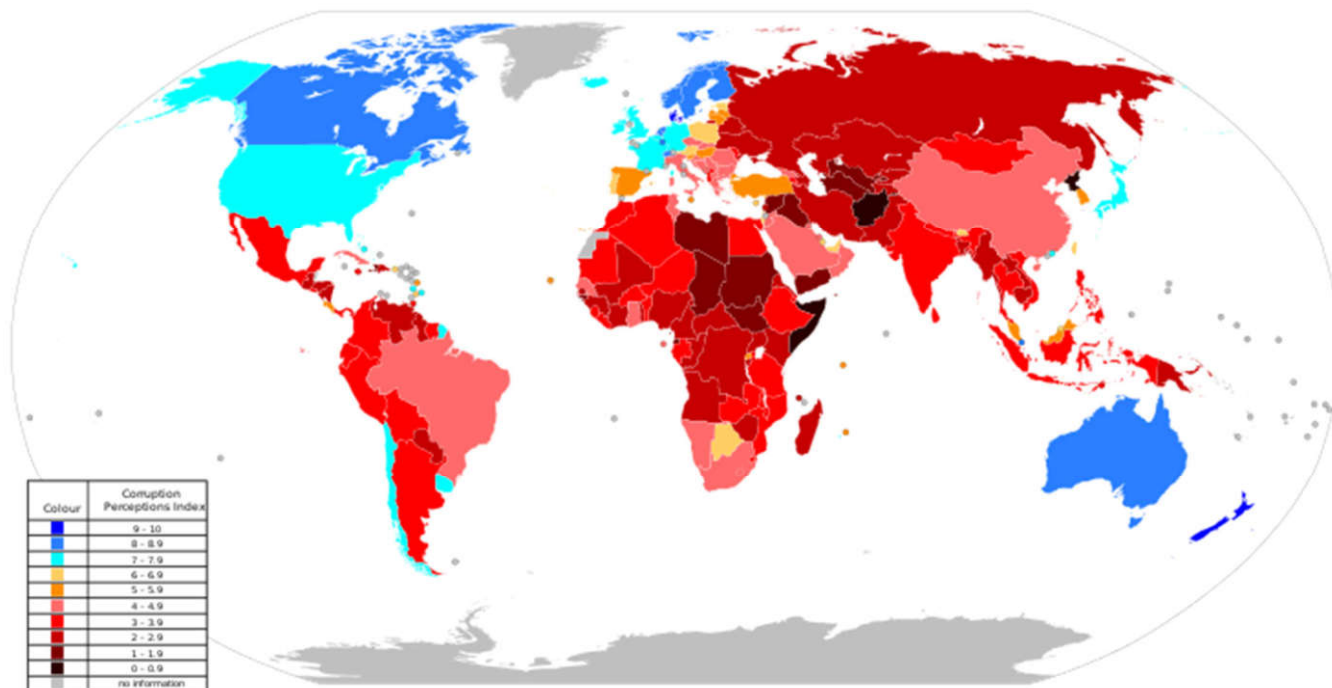 Colour
Corruption
Perceptions Index
9 - 10
8 - 8.9
7 - 7.9
6 - 6.9
5 - 5.9
4 - 4.9
3 - 3.9
2 - 2.9
1 - 1.9
0 - 0.9
no information